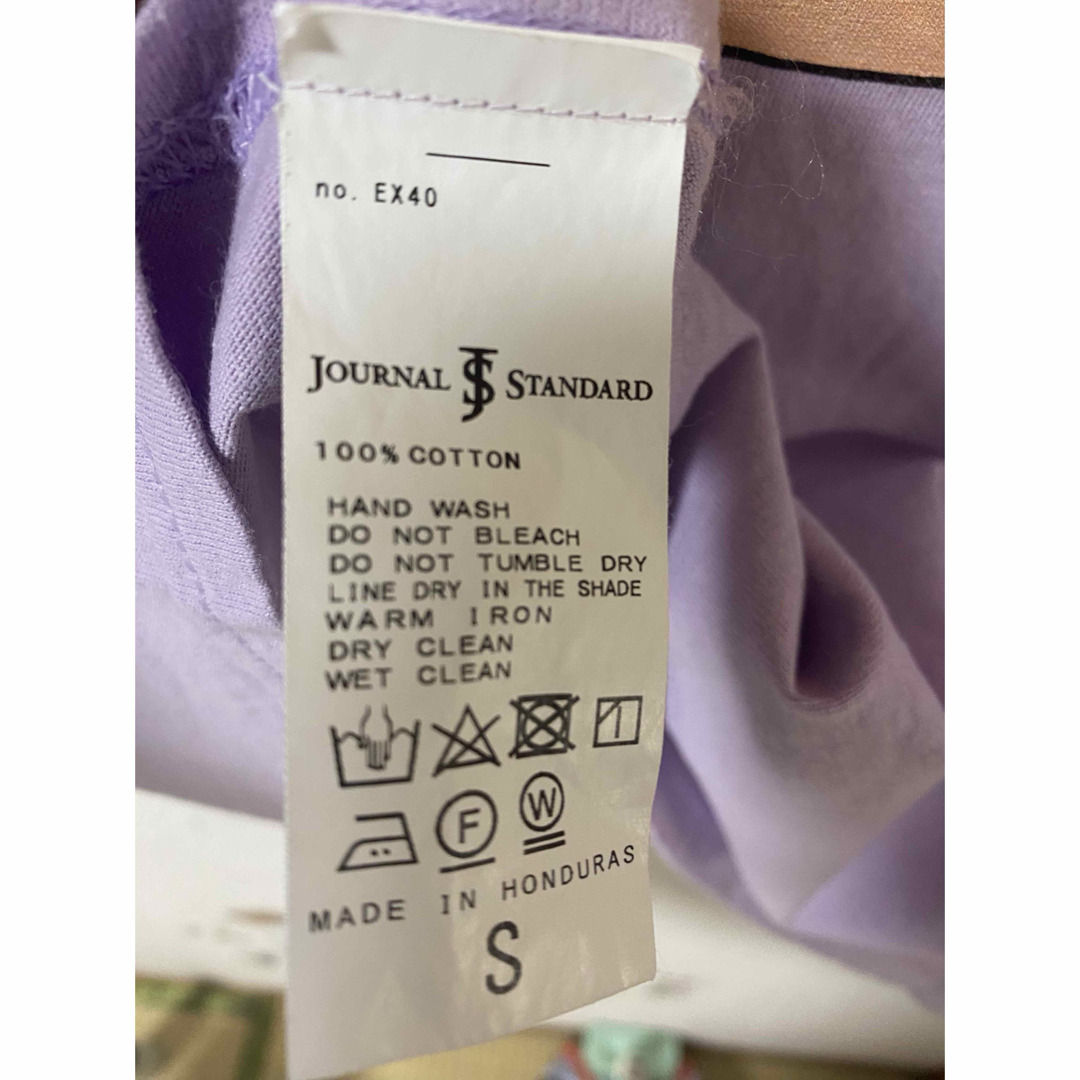 no. EX40
JOURNAL JS STANDARD
100% COTTON
HAND WASH
DO NOT BLEACH
DO NOT TUMBLE DRY
LINE DRY IN THE SHADE
WARM IRON
DRY CLEAN
WET CLEAN
F W
MADE IN HONDURAS
S